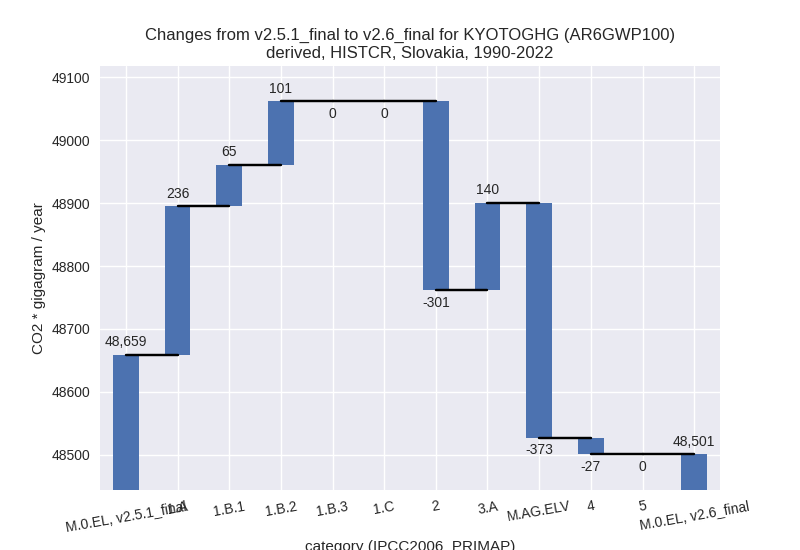 Changes from v2.5.1_final to v2.6_final for KYOTOGHG (AR6GWP100)
derived, HISTCR, Slovakia, 1990-2022
CO2 * gigagram / year
49100
49000
48900
48800
48700
48600
48500
48,659
236
65
101
0
0
-301
140
-373
-27
0
48,501
M.0.EL, v2.5.1_final
1.A
1.B.1
1.B.2
1.B.3
1.C
2
3.A
M.AG.ELV
4
5
M.0.EL, v2.6_final
category (IPCC2006_PRIMAP)